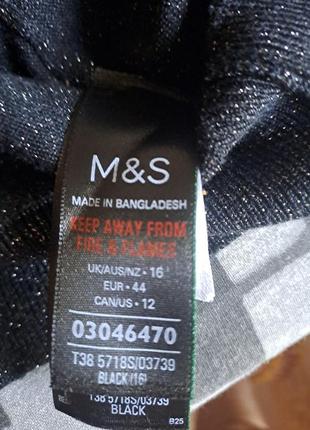 M&S
MADE IN BANGLADESH
KEEP AWAY FROM
FIRE & FLAMES
UK/AUS/NZ • 16
EUR • 44
CAN/US • 12
03046470
T38 5718S/03739
BLACK (16)
T38 5718S/03739
BLACK
B25